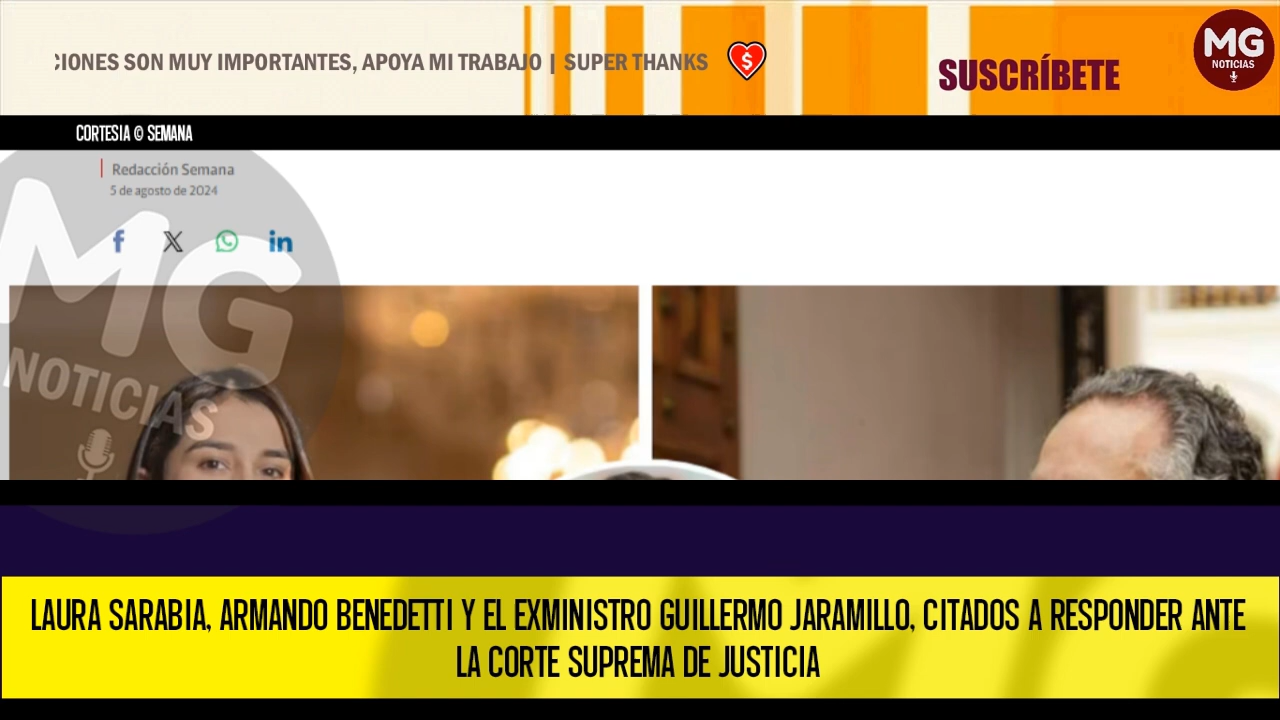 CIONES SON MUY IMPORTANTES, APOYA MI TRABAJO | SUPER THANKS
SUSCRÍBETE
MG
NOTICIAS
CORTESIA © SEMANA
Redacción Semana
5 de agosto de 2024
MG
NOTICIAS
LAURA SARABIA, ARMANDO BENEDETTI Y EL EXMINISTRO GUILLERMO JARAMILLO, CITADOS A RESPONDER ANTE
LA CORTE SUPREMA DE JUSTICIA